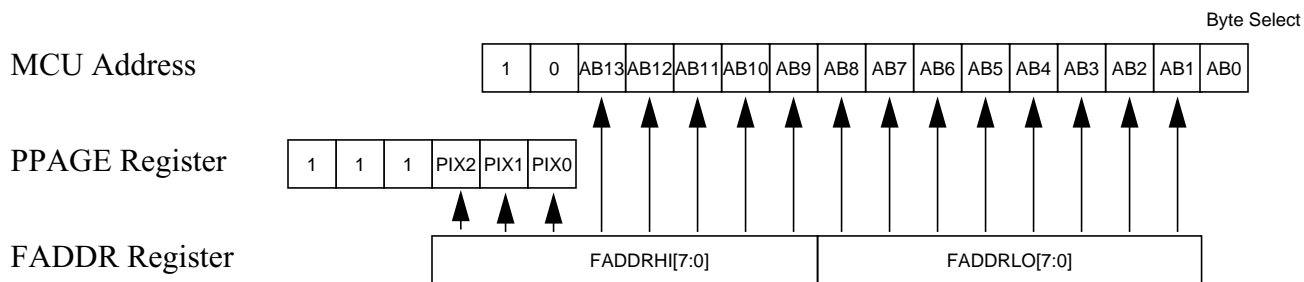 Byte Select
MCU Address 1 0 AB13 AB12 AB11 AB10 AB9 AB8 AB7 AB6 AB5 AB4 AB3 AB2 AB1 AB0
PPAGE Register 1 1 1 PIX2 PIX1 PIX0
FADDR Register FADDRHI[7:0] FADDRLO[7:0]